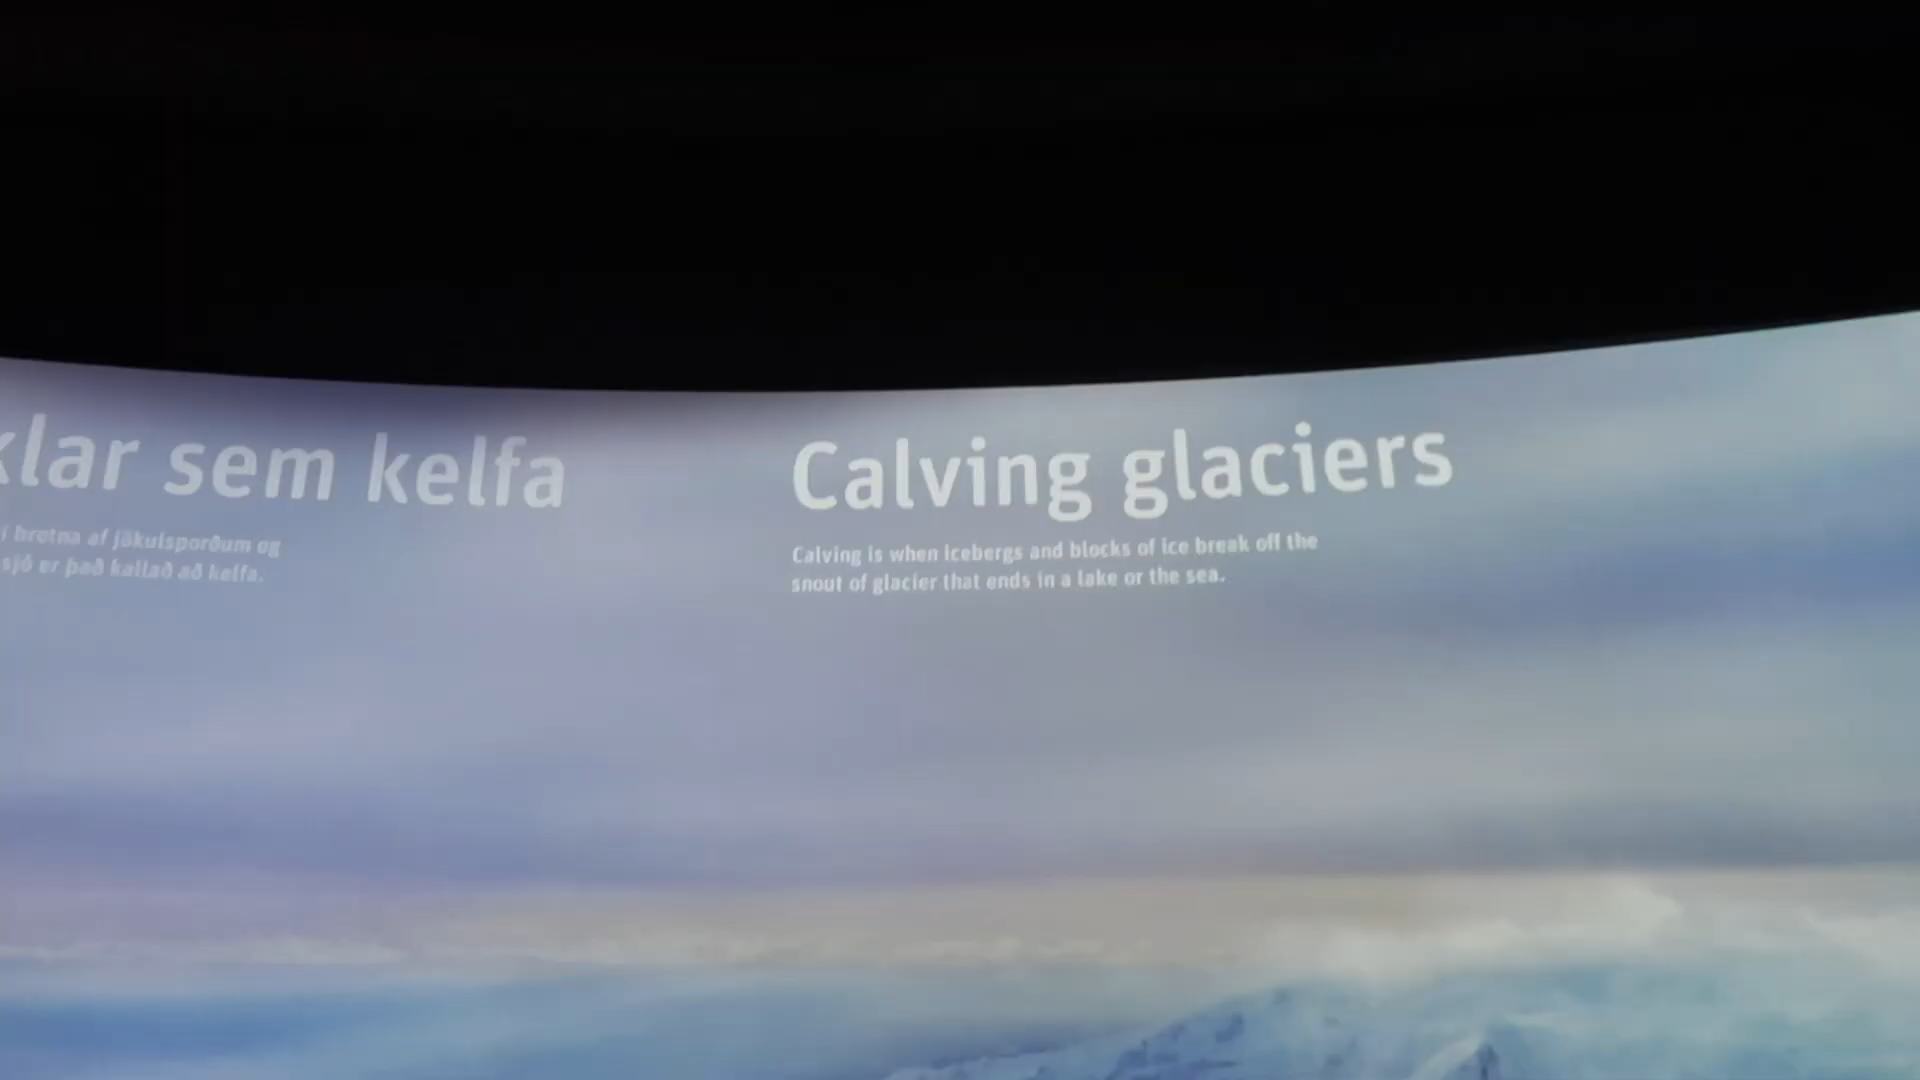 klar sem kelfa
í brotna af jökulsporðum og
sjó er það kallað að kelfa.
Calving glaciers
Calving is when icebergs and blocks of ice break off the
snout of glacier that ends in a lake or the sea.